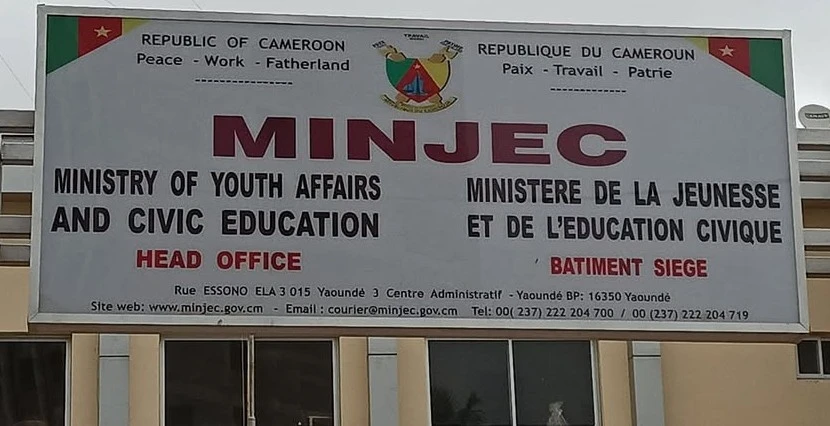 REPUBLIC OF CAMEROON
Peace - Work - Fatherland
-------------
REPUBLIQUE DU CAMEROUN
Paix - Travail - Patrie
-------------
MINJEC
MINISTRY OF YOUTH AFFAIRS
AND CIVIC EDUCATION
HEAD OFFICE
MINISTERE DE LA JEUNESSE
ET DE L'EDUCATION CIVIQUE
BATIMENT SIEGE
Rue ESSONO ELA 3 015 Yaoundé 3 Centre Administratif - Yaoundé BP: 16350 Yaoundé
Site web: www.minjec.gov.cm - Email : courier@minjec.gov.cm Tel: 00( 237) 222 204 700 / 00 (237) 222 204 719